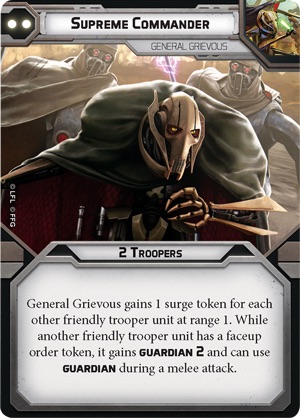 Supreme Commander
General Grievous
© LFL © FFG
2 Troopers
General Grievous gains 1 surge token for each
other friendly trooper unit at range 1. While
another friendly trooper unit has a faceup
order token, it gains GUARDIAN 2 and can use
GUARDIAN during a melee attack.